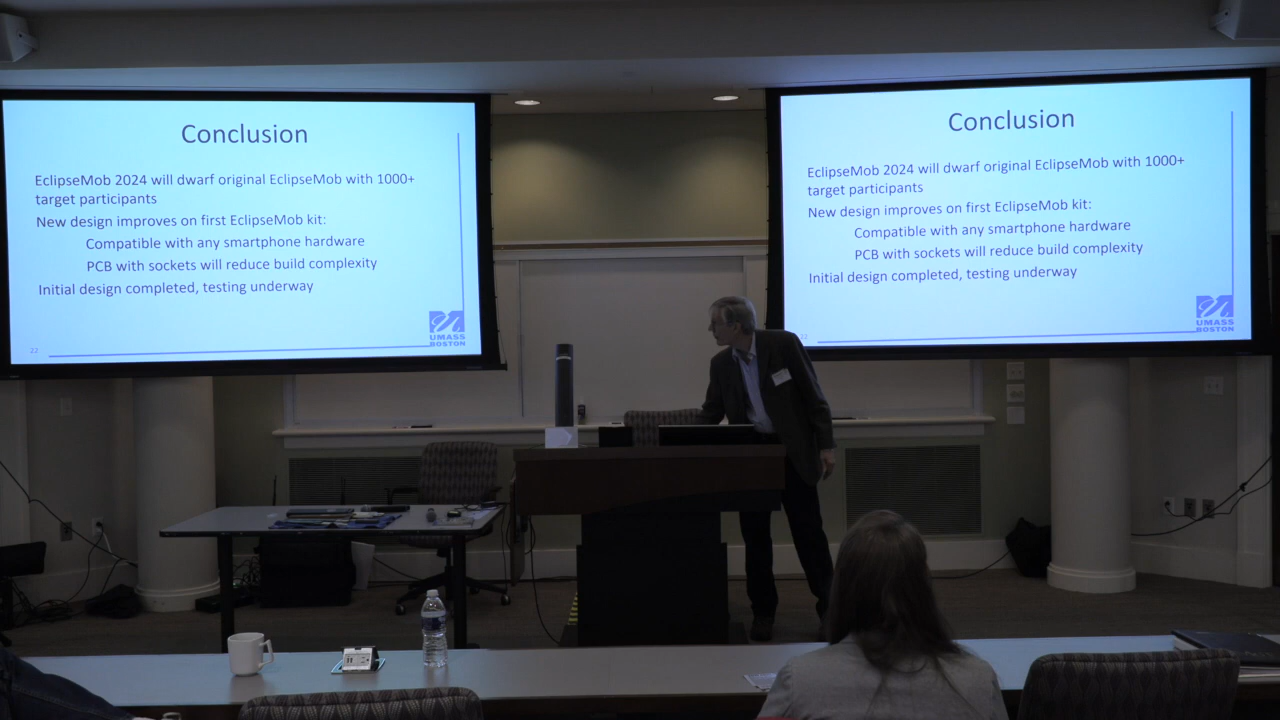 Conclusion
EclipseMob 2024 will dwarf original EclipseMob with 1000+
target participants
New design improves on first EclipseMob kit:
Compatible with any smartphone hardware
PCB with sockets will reduce build complexity
Initial design completed, testing underway
UMASS
BOSTON
22
Conclusion
EclipseMob 2024 will dwarf original EclipseMob with 1000+
target participants
New design improves on first EclipseMob kit:
Compatible with any smartphone hardware
PCB with sockets will reduce build complexity
Initial design completed, testing underway
UMASS
BOSTON
22